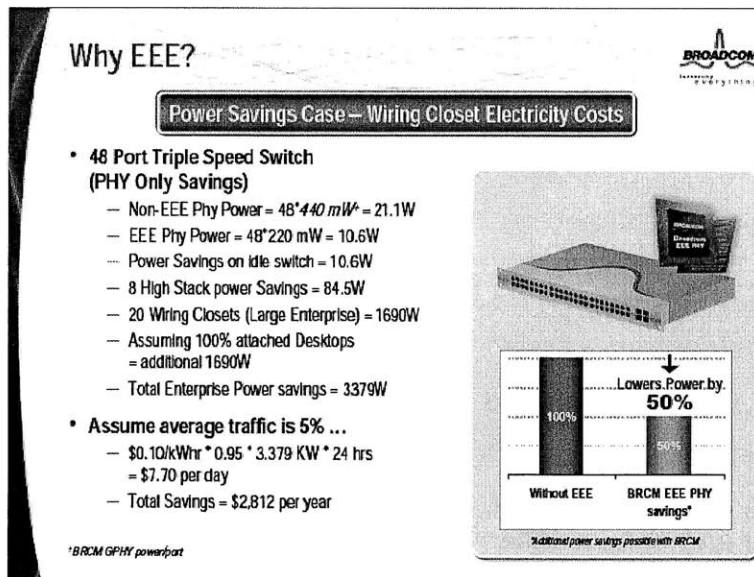 Why EEE?
BROADCOM
everything
Power Savings Case – Wiring Closet Electricity Costs
• 48 Port Triple Speed Switch
(PHY Only Savings)
— Non-EEE Phy Power = 48*440 mW* = 21.1W
— EEE Phy Power = 48*220 mW = 10.6W
— Power Savings on idle switch = 10.6W
— 8 High Stack power Savings = 84.5W
— 20 Wiring Closets (Large Enterprise) = 1690W
— Assuming 100% attached Desktops
= additional 1690W
— Total Enterprise Power savings = 3379W
• Assume average traffic is 5% ...
— $0.10/kWhr * 0.95 * 3.379 KW * 24 hrs
= $7.70 per day
— Total Savings = $2,812 per year
*BRCM GPHY power/port
BROADCOM
EEE PHY
Lowers Power by
50%
100%
50%
Without EEE
BRCM EEE PHY
savings*
*Additional power savings possible with BRCM